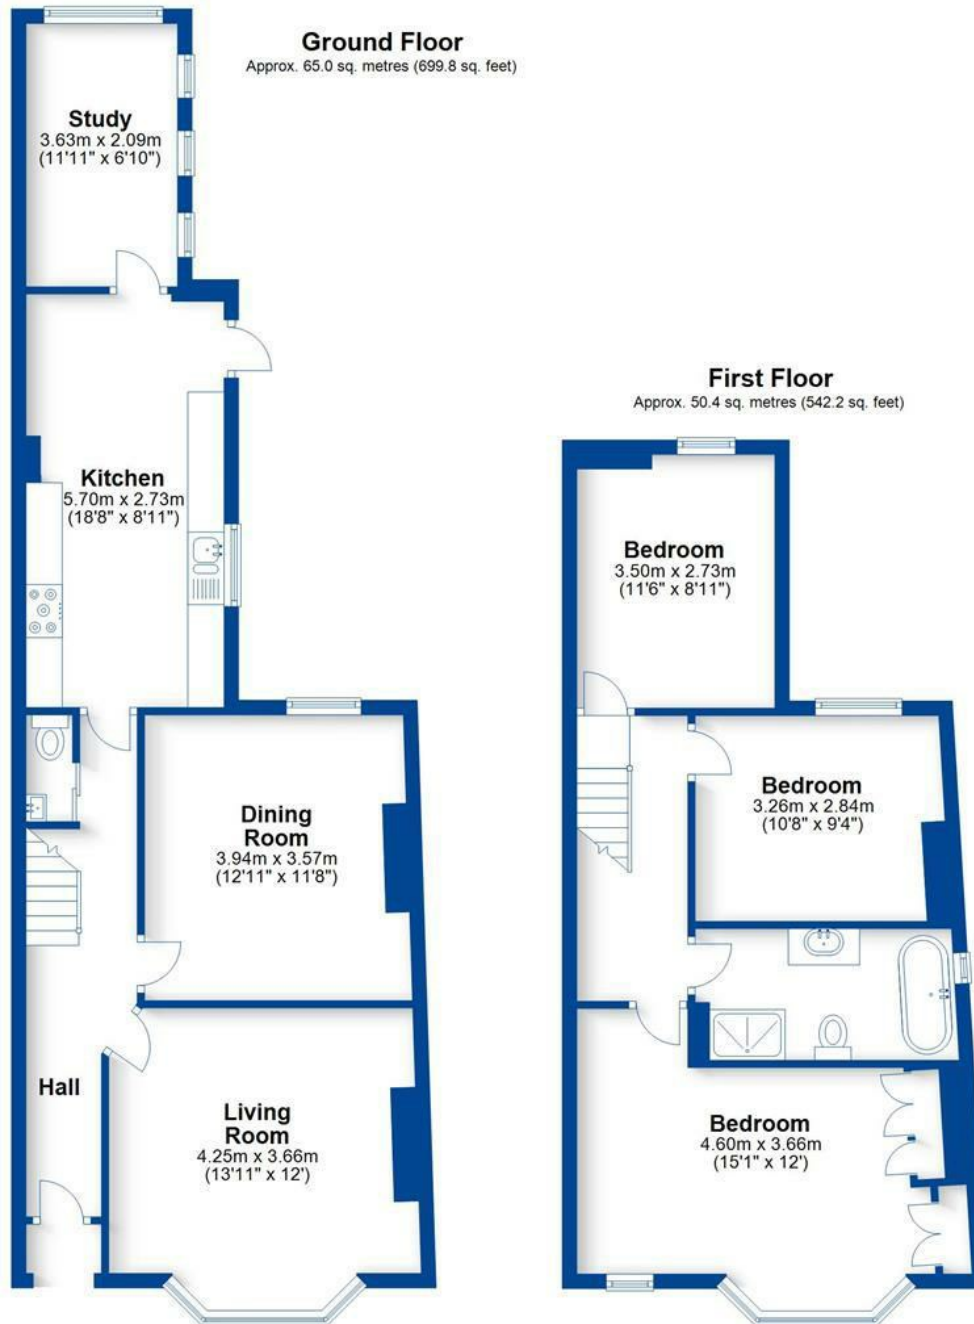 Ground Floor
Approx. 65.0 sq. metres (699.8 sq. feet)
Study
3.63m x 2.09m
(11'11" x 6'10")
Kitchen
5.70m x 2.73m
(18'8" x 8'11")
Dining
Room
3.94m x 3.57m
(12'11" x 11'8")
Hall
Living
Room
4.25m x 3.66m
(13'11" x 12')
First Floor
Approx. 50.4 sq. metres (542.2 sq. feet)
Bedroom
3.50m x 2.73m
(11'6" x 8'11")
Bedroom
3.26m x 2.84m
(10'8" x 9'4")
Bedroom
4.60m x 3.66m
(15'1" x 12')